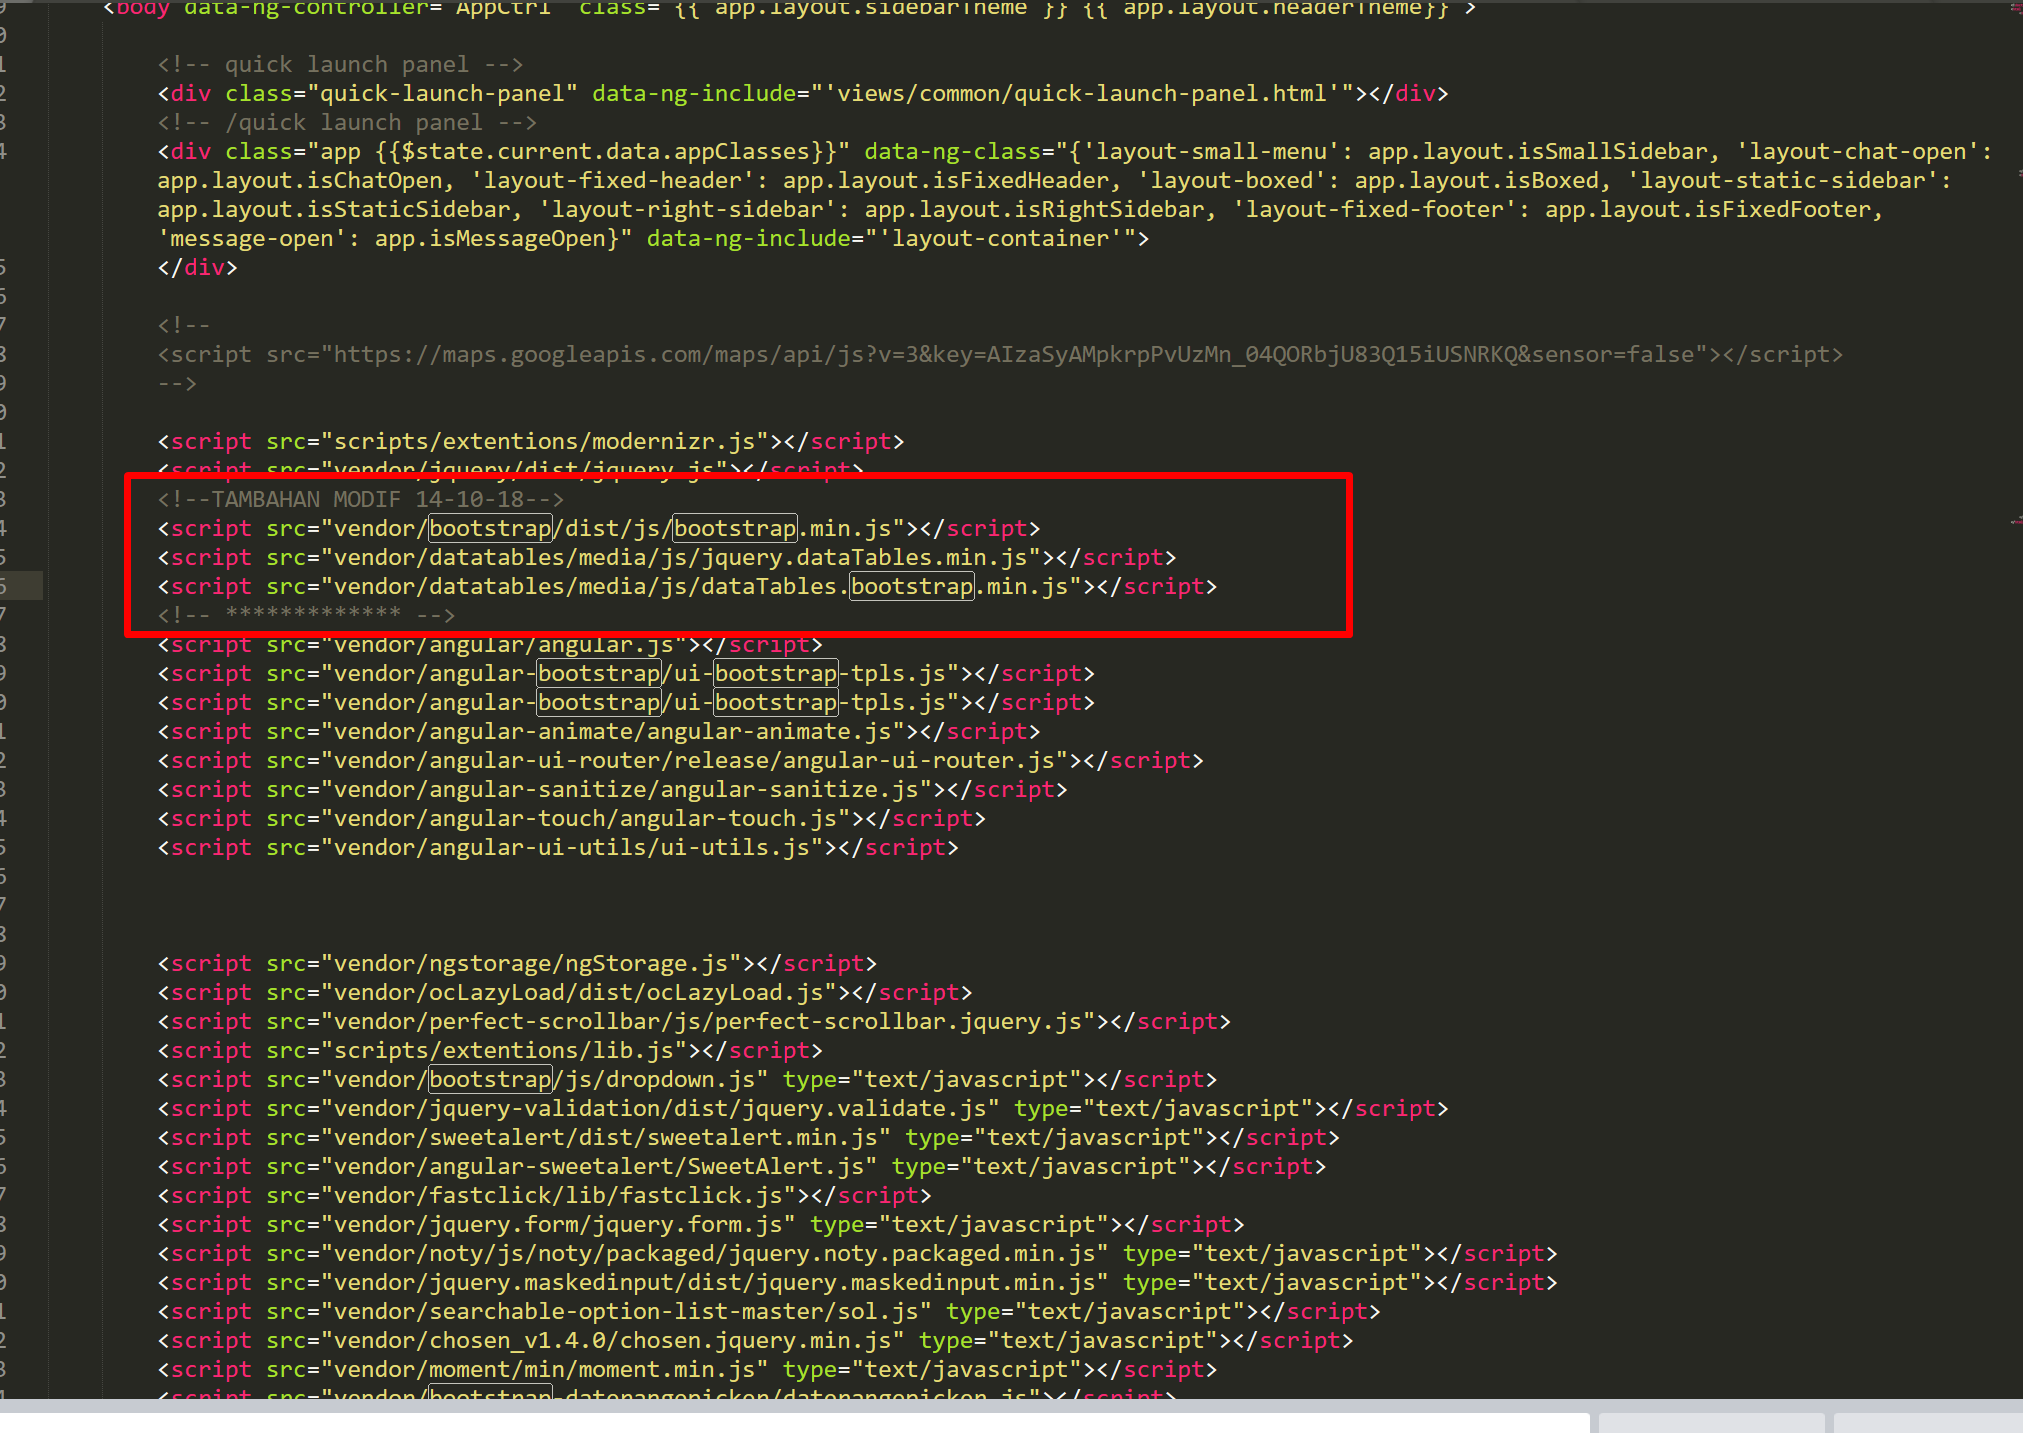 <body data-ng-controller="AppCtrl" class="{{ app.layout.sidebarTheme }} {{ app.layout.headerTheme}}">
<!-- quick launch panel -->
<div class="quick-launch-panel" data-ng-include="'views/common/quick-launch-panel.html'"></div>
<!-- /quick launch panel -->
<div class="app {{$state.current.data.appClasses}}" data-ng-class="{'layout-small-menu': app.layout.isSmallSidebar, 'layout-chat-open':
app.layout.isChatOpen, 'layout-fixed-header': app.layout.isFixedHeader, 'layout-boxed': app.layout.isBoxed, 'layout-static-sidebar':
app.layout.isStaticSidebar, 'layout-right-sidebar': app.layout.isRightSidebar, 'layout-fixed-footer': app.layout.isFixedFooter,
'message-open': app.isMessageOpen}" data-ng-include="'layout-container'">
</div>
<!--
<script src="https://maps.googleapis.com/maps/api/js?v=3&key=AIzaSyAMpkrpPvUzMn_04QORbjU83Q15iUSNRKQ&sensor=false"></script>
-->
<script src="scripts/extentions/modernizr.js"></script>
<script src="vendor/jquery/dist/jquery.js"></script>
<!--TAMBAHAN MODIF 14-10-18-->
<script src="vendor/bootstrap/dist/js/bootstrap.min.js"></script>
<script src="vendor/datatables/media/js/jquery.dataTables.min.js"></script>
<script src="vendor/datatables/media/js/dataTables.bootstrap.min.js"></script>
<!-- ************* -->
<script src="vendor/angular/angular.js"></script>
<script src="vendor/angular-bootstrap/ui-bootstrap-tpls.js"></script>
<script src="vendor/angular-bootstrap/ui-bootstrap-tpls.js"></script>
<script src="vendor/angular-animate/angular-animate.js"></script>
<script src="vendor/angular-ui-router/release/angular-ui-router.js"></script>
<script src="vendor/angular-sanitize/angular-sanitize.js"></script>
<script src="vendor/angular-touch/angular-touch.js"></script>
<script src="vendor/angular-ui-utils/ui-utils.js"></script>
<script src="vendor/ngstorage/ngStorage.js"></script>
<script src="vendor/ocLazyLoad/dist/ocLazyLoad.js"></script>
<script src="vendor/perfect-scrollbar/js/perfect-scrollbar.jquery.js"></script>
<script src="scripts/extentions/lib.js"></script>
<script src="vendor/bootstrap/js/dropdown.js" type="text/javascript"></script>
<script src="vendor/jquery-validation/dist/jquery.validate.js" type="text/javascript"></script>
<script src="vendor/sweetalert/dist/sweetalert.min.js" type="text/javascript"></script>
<script src="vendor/angular-sweetalert/SweetAlert.js" type="text/javascript"></script>
<script src="vendor/fastclick/lib/fastclick.js"></script>
<script src="vendor/jquery.form/jquery.form.js" type="text/javascript"></script>
<script src="vendor/noty/js/noty/packaged/jquery.noty.packaged.min.js" type="text/javascript"></script>
<script src="vendor/jquery.maskedinput/dist/jquery.maskedinput.min.js" type="text/javascript"></script>
<script src="vendor/searchable-option-list-master/sol.js" type="text/javascript"></script>
<script src="vendor/chosen_v1.4.0/chosen.jquery.min.js" type="text/javascript"></script>
<script src="vendor/moment/min/moment.min.js" type="text/javascript"></script>
<script src="vendor/bootstrap-daterangepicker/daterangepicker.js"></script>